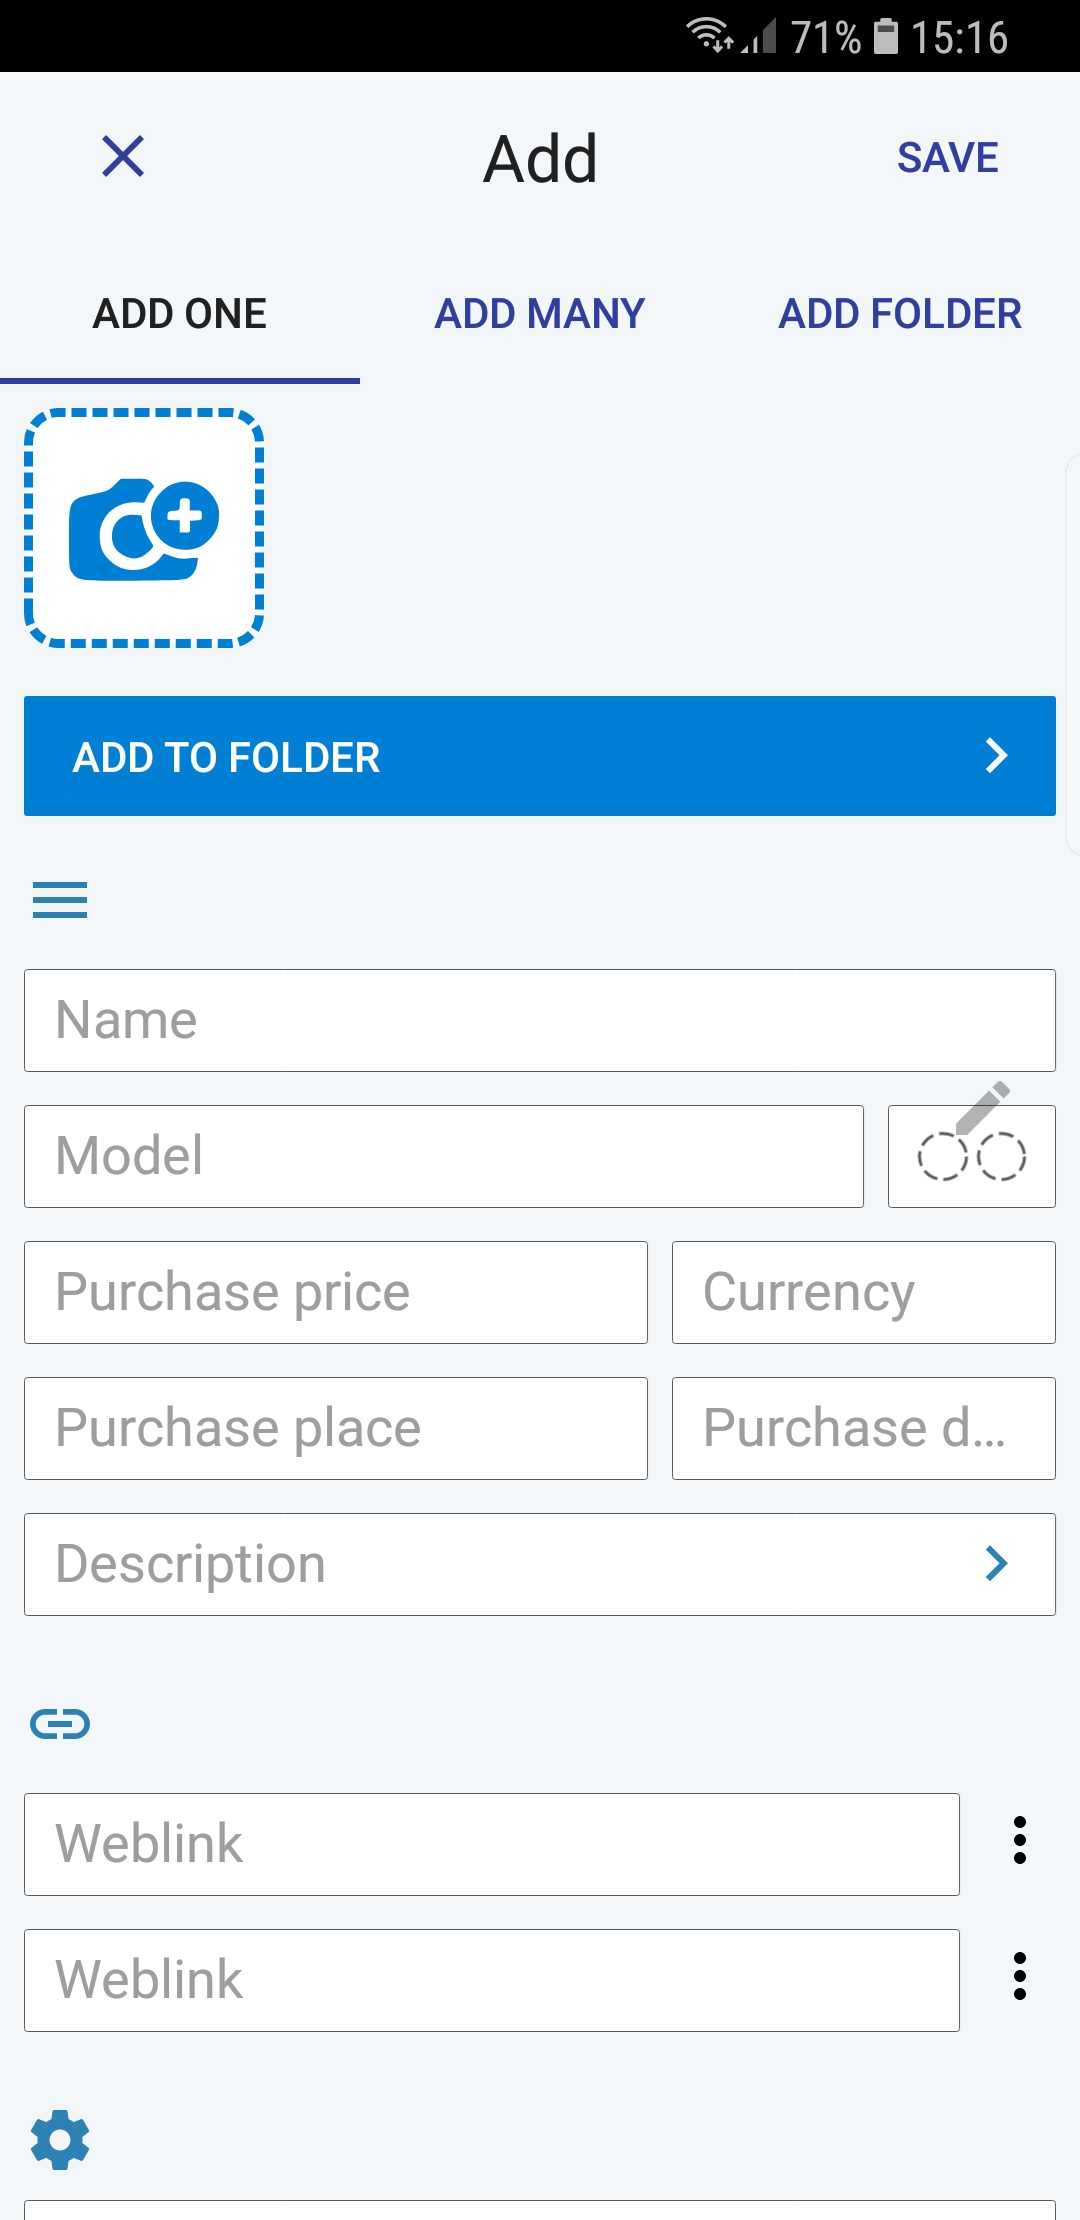 71% 15:16
Add SAVE
ADD ONE ADD MANY ADD FOLDER
ADD TO FOLDER
Name
Model
Purchase price Currency
Purchase place Purchase d...
Description
Weblink
Weblink